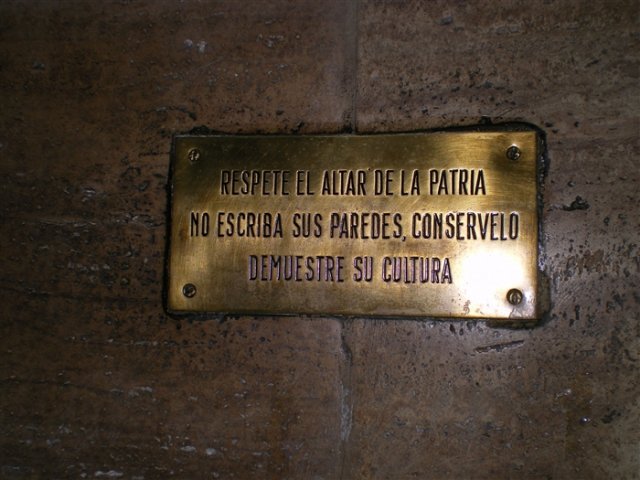 RESPETE EL ALTAR DE LA PATRIA
NO ESCRIBA SUS PAREDES, CONSERVELO
DEMUESTRE SU CULTURA